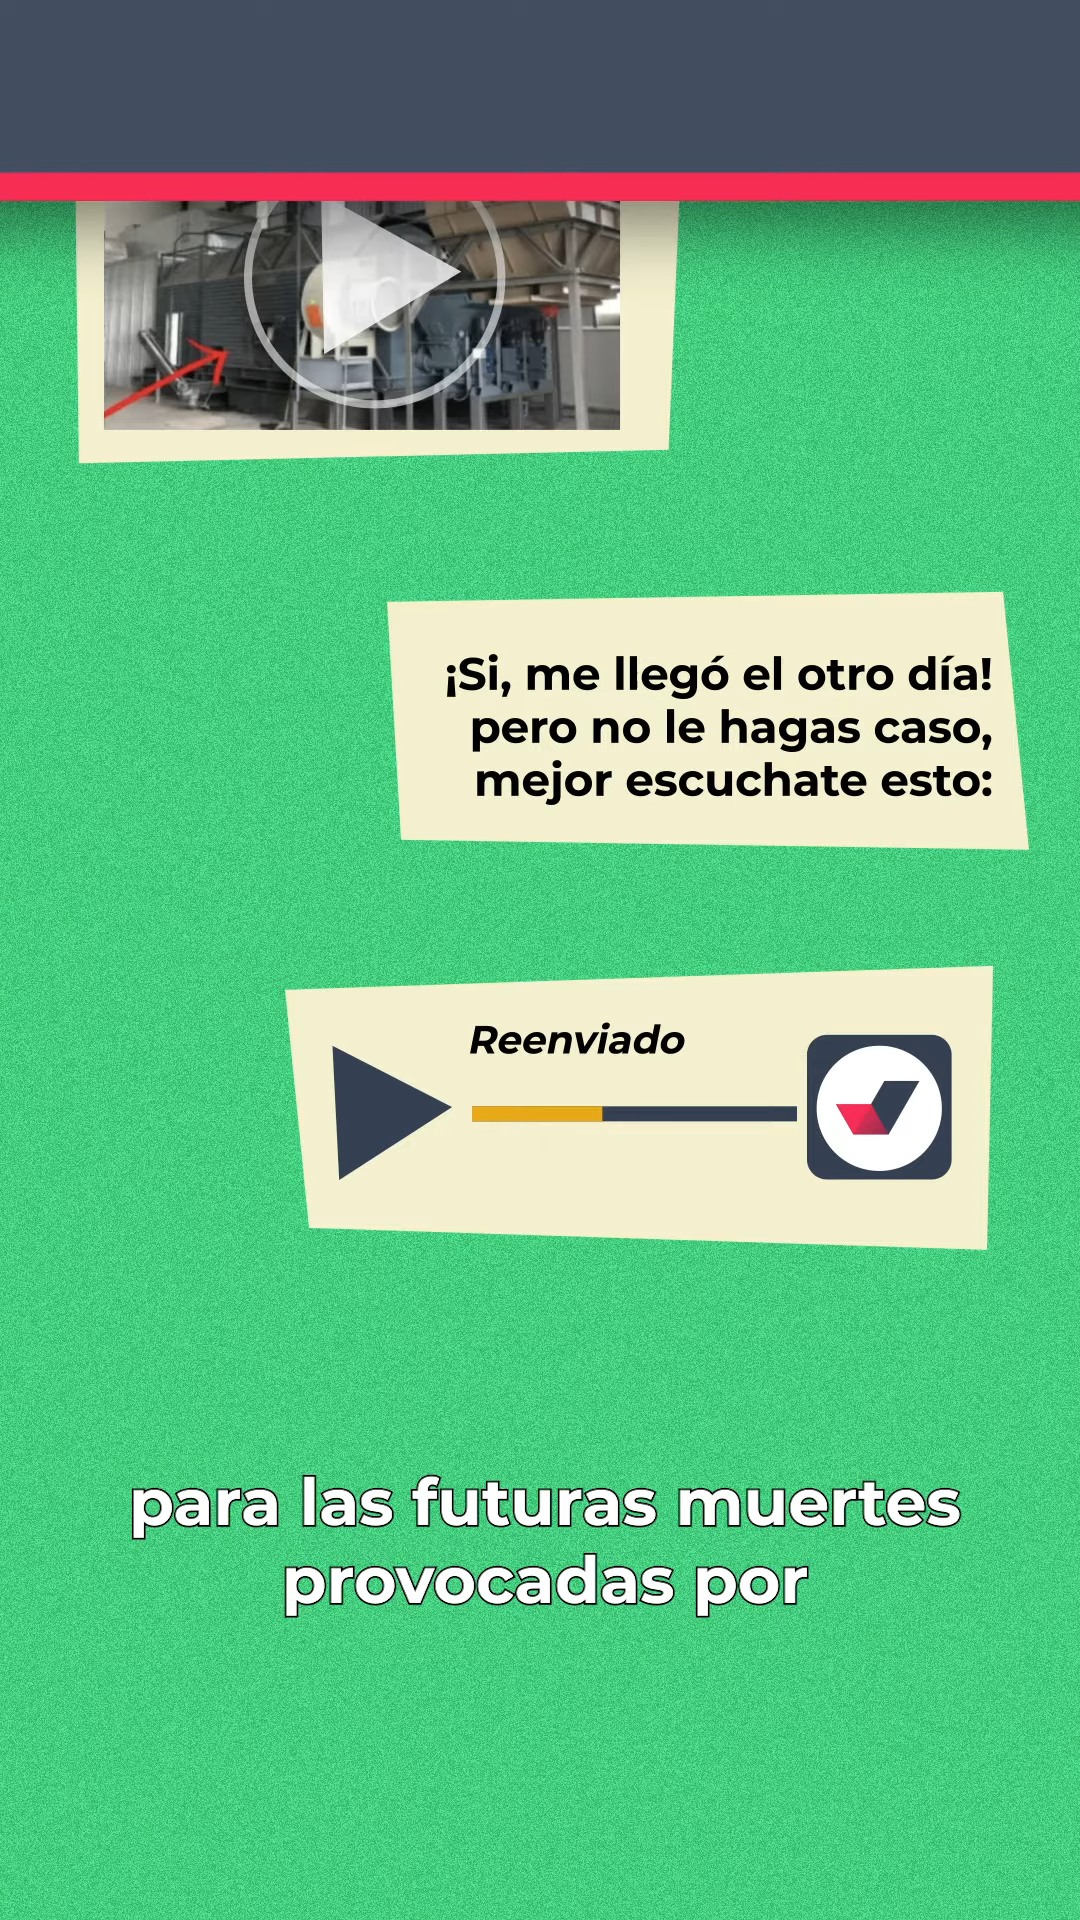 ¡Si, me llegó el otro día!
pero no le hagas caso,
mejor escuchate esto:
Reenviado
para las futuras muertes
provocadas por